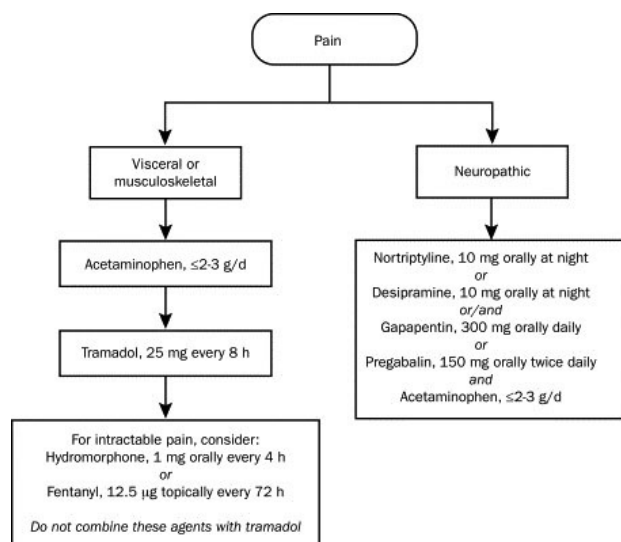 Pain
Visceral or
musculoskeletal
Neuropathic
Acetaminophen, ≤2-3 g/d
Tramadol, 25 mg every 8 h
For intractable pain, consider:
Hydromorphone, 1 mg orally every 4 h
or
Fentanyl, 12.5 µg topically every 72 h
Do not combine these agents with tramadol
Nortriptyline, 10 mg orally at night
or
Desipramine, 10 mg orally at night
or/and
Gapapentin, 300 mg orally daily
or
Pregabalin, 150 mg orally twice daily
and
Acetaminophen, ≤2-3 g/d